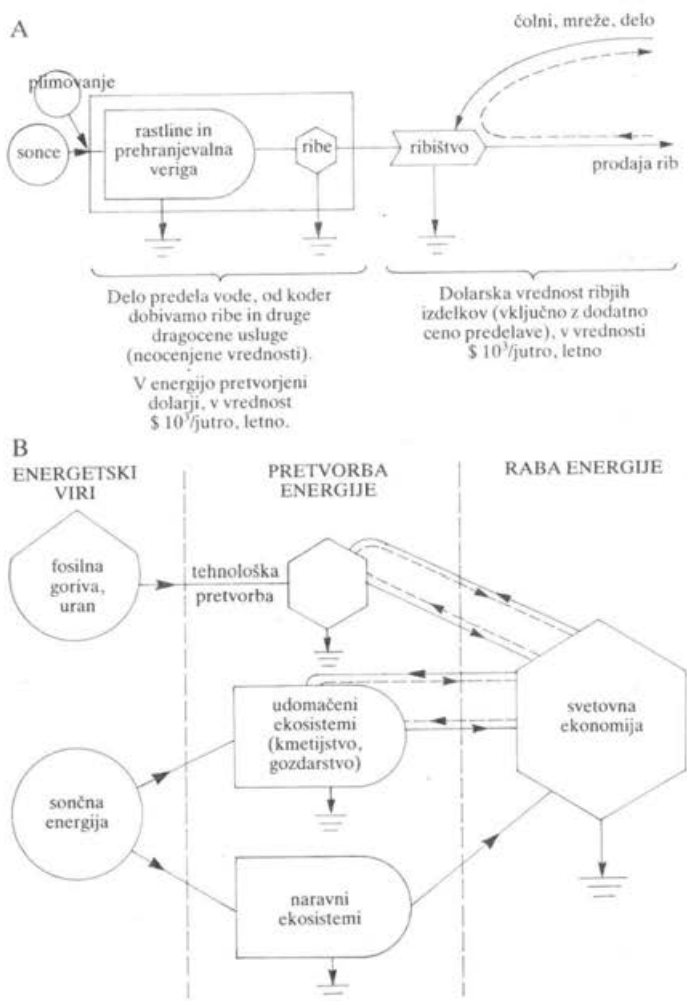 A
čolni, mreže, delo
plimovanje
sonce
rastline in
prehranjevalna
veriga
ribe
ribištvo
prodaja rib
Delo predela vode, od koder
dobivamo ribe in druge
dragocene usluge
(neocenjene vrednosti).
V energijo pretvorjeni
dolarji, v vrednost
$ 10³/jutro, letno.
Dolarska vrednost ribjih
izdelkov (vključno z dodatno
ceno predelave), v vrednosti
$ 10³/jutro, letno
B
ENERGETSKI
VIRI
PRETVORBA
ENERGIJE
RABA ENERGIJE
fosilna
goriva,
uran
tehnološka
pretvorba
udomačeni
ekosistemi
(kmetijstvo,
gozdarstvo)
svetovna
ekonomija
sončna
energija
naravni
ekosistemi